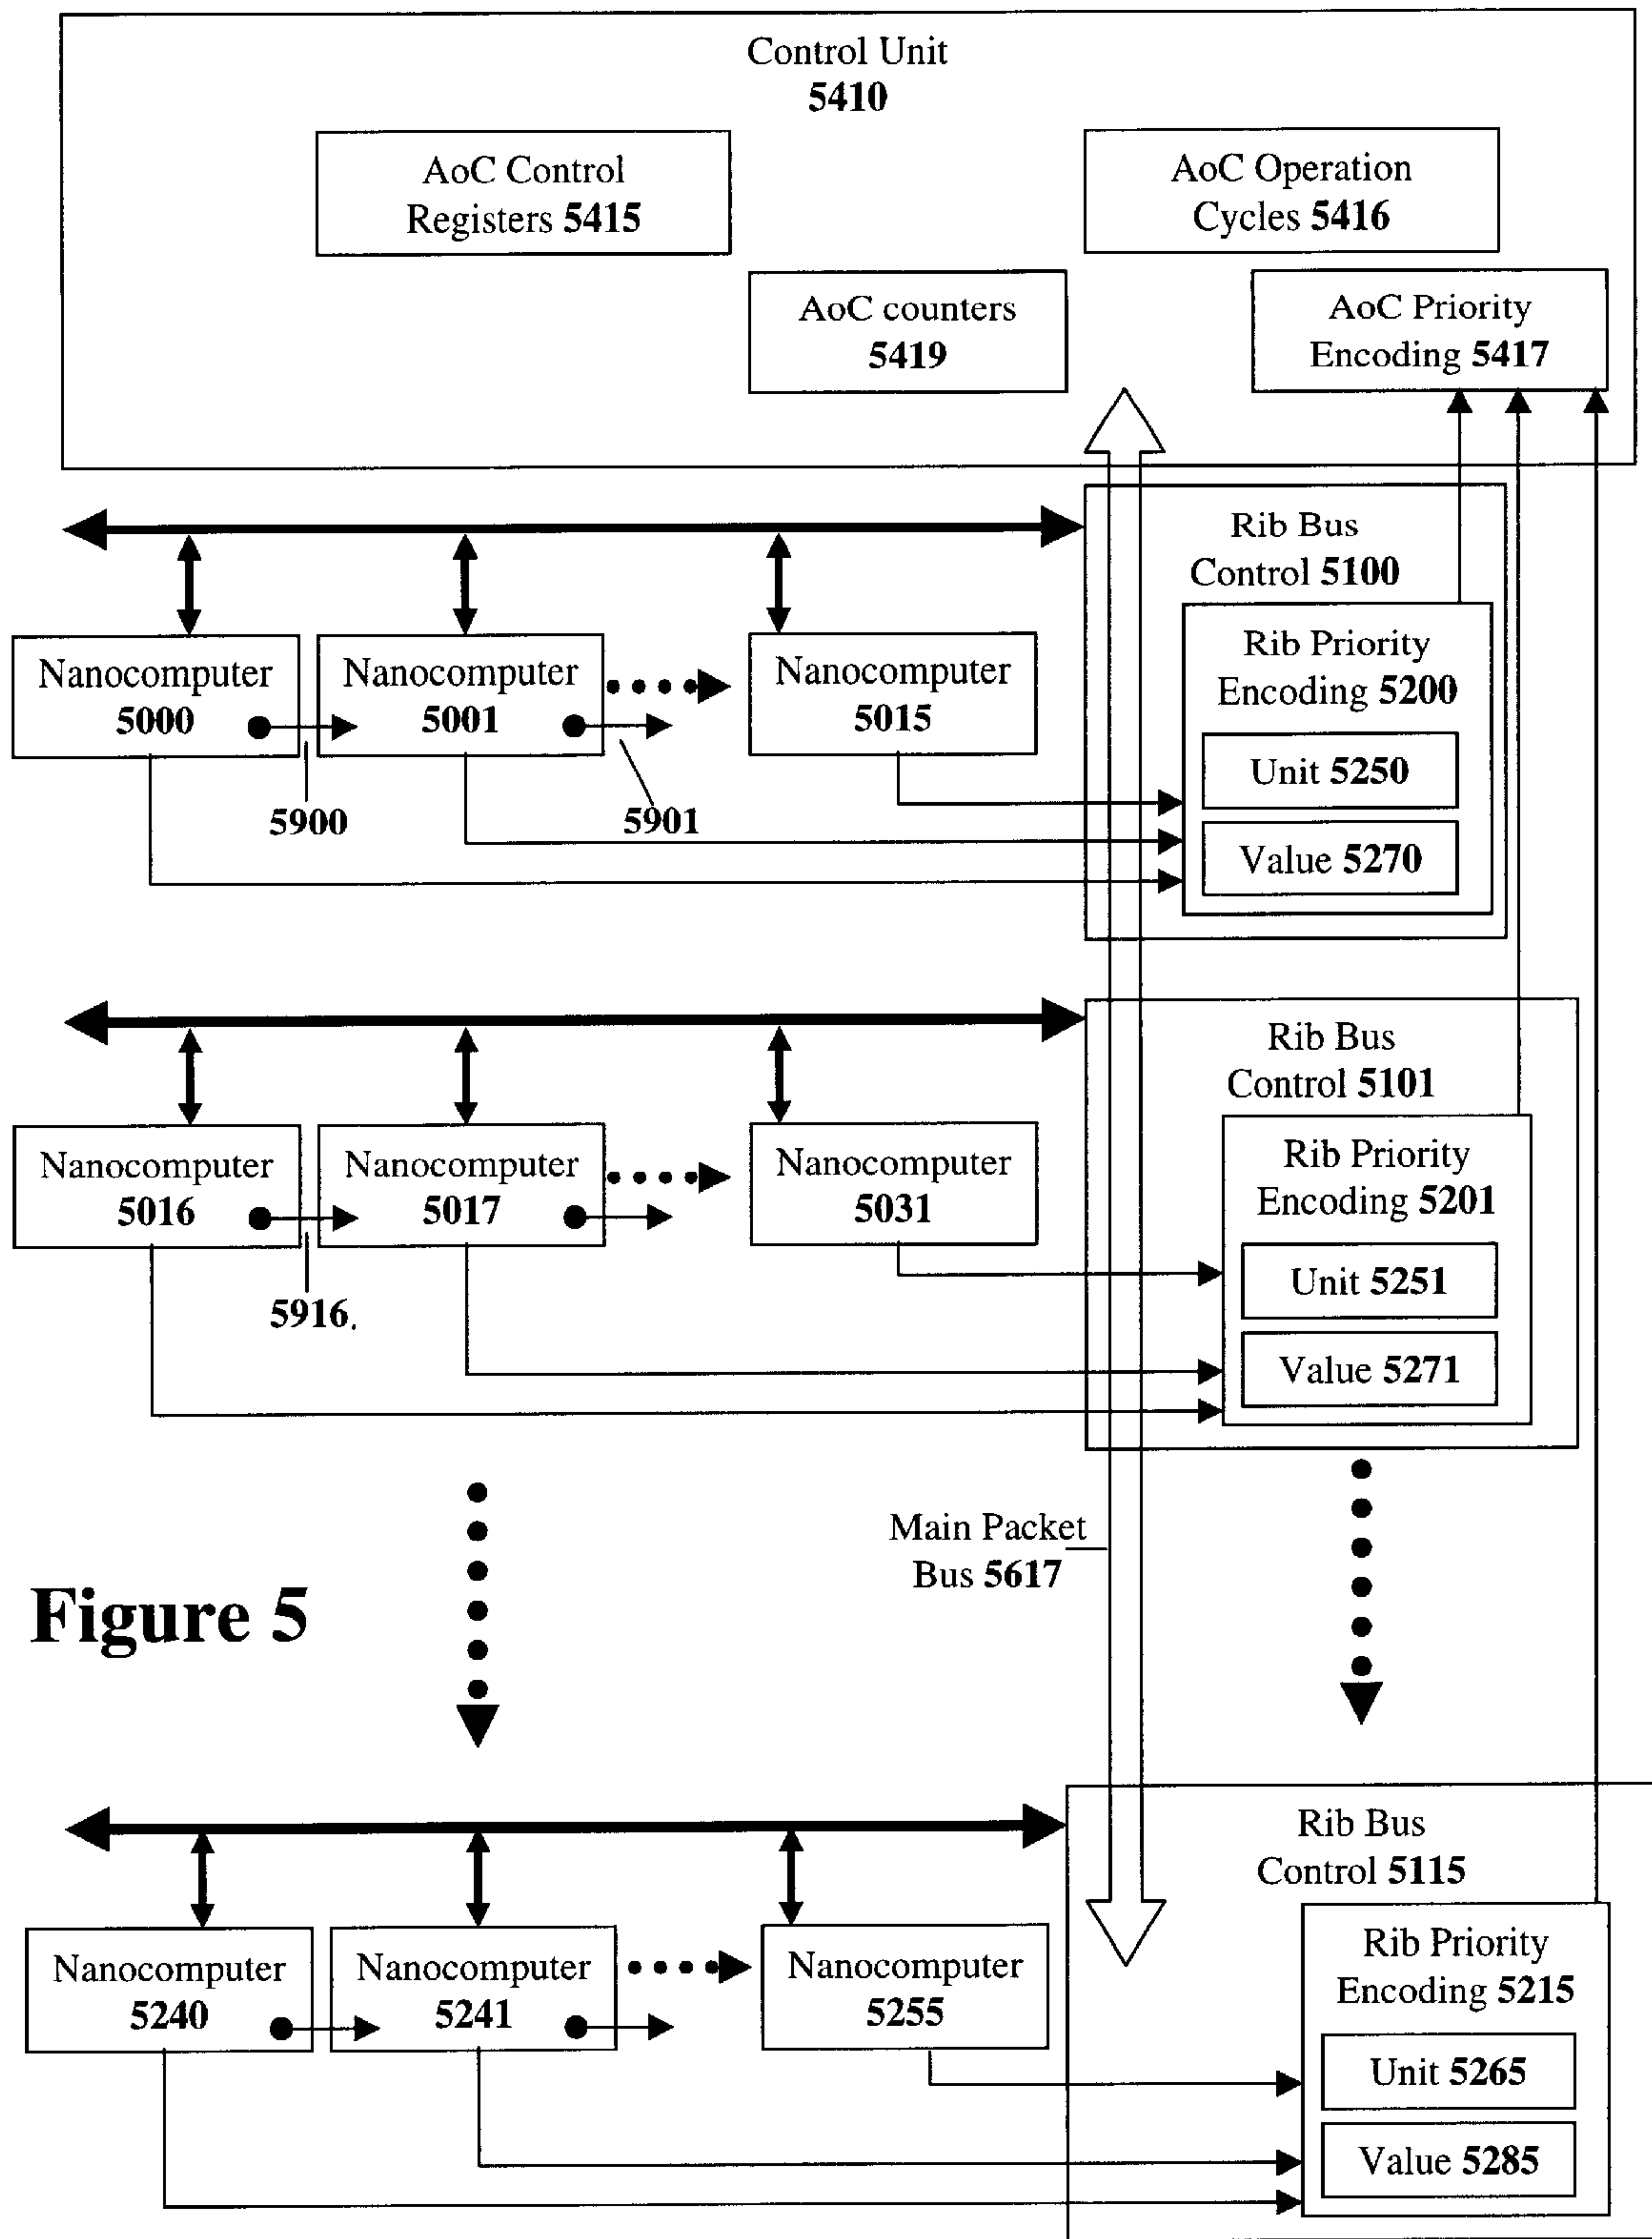 Control Unit
5410
AoC Control
Registers 5415
AoC Operation
Cycles 5416
AoC counters
5419
AoC Priority
Encoding 5417
Rib Bus
Control 5100
Nanocomputer
5000
Nanocomputer
5001
Nanocomputer
5015
Rib Priority
Encoding 5200
Unit 5250
Value 5270
5900
5901
Rib Bus
Control 5101
Nanocomputer
5016
Nanocomputer
5017
Nanocomputer
5031
Rib Priority
Encoding 5201
Unit 5251
Value 5271
5916.
Main Packet
Bus 5617
Figure 5
Rib Bus
Control 5115
Nanocomputer
5240
Nanocomputer
5241
Nanocomputer
5255
Rib Priority
Encoding 5215
Unit 5265
Value 5285